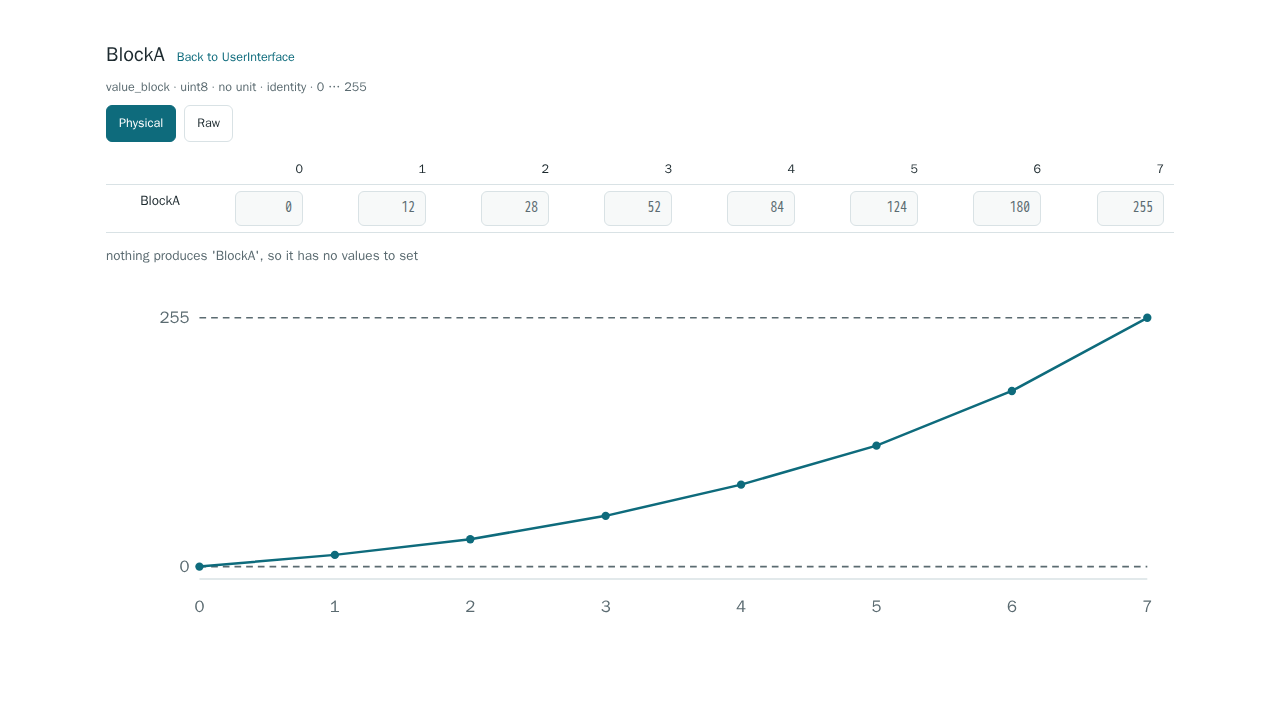 BlockA Back to UserInterface
value_block · uint8 · no unit · identity · 0 ⋯ 255
Physical Raw
0 1 2 3 4 5 6 7
BlockA 0 12 28 52 84 124 180 255
nothing produces 'BlockA', so it has no values to set
255
0
0 1 2 3 4 5 6 7